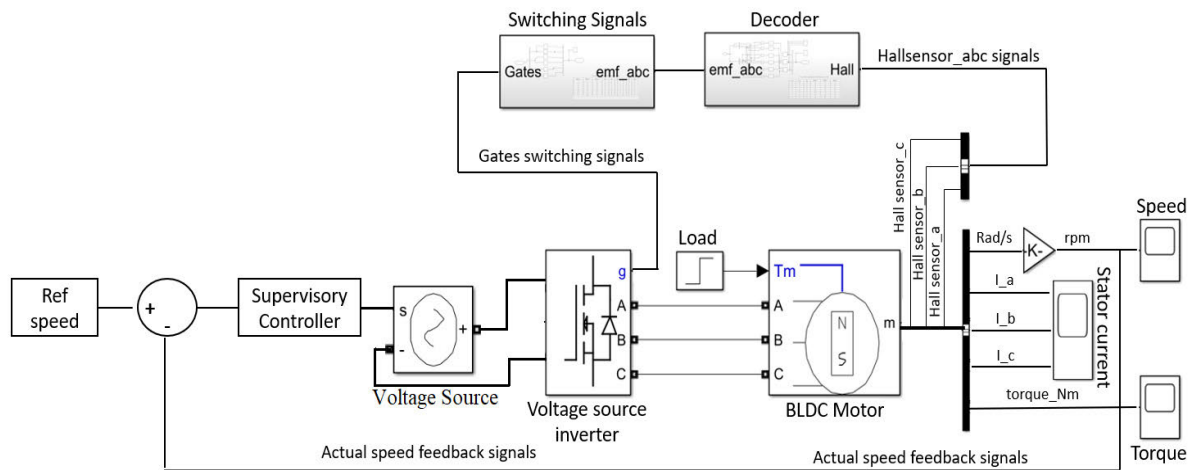 Switching Signals
Decoder
Gates
emf_abc
emf_abc
Hall
Hallsensor_abc signals
Gates switching signals
Hall sensor_c
Hall sensor_b
Hall sensor_a
Speed
Load
Rad/s
-K-
rpm
Ref
speed
+
-
Supervisory
Controller
s
+
-
Voltage Source
g
A
B
C
Voltage source
inverter
Tm
A
B
C
N
S
m
BLDC Motor
I_a
I_b
I_c
Stator current
torque_Nm
Torque
Actual speed feedback signals
Actual speed feedback signals